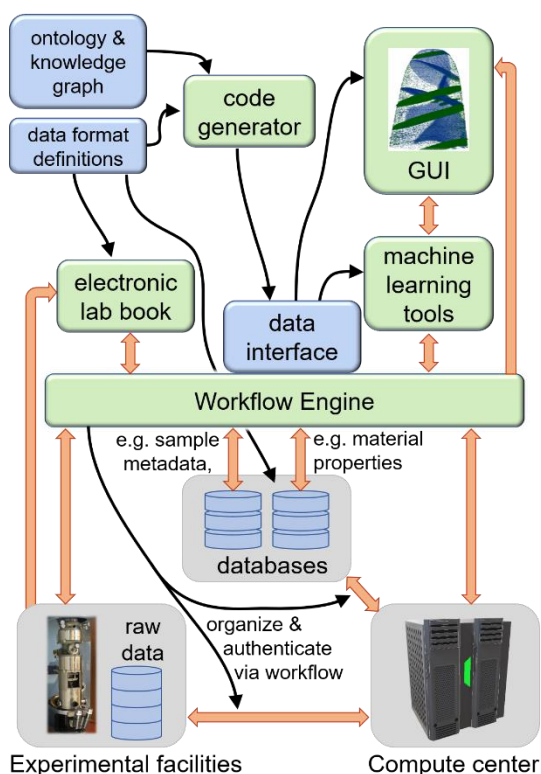 ontology &
knowledge
graph
data format
definitions
code
generator
GUI
electronic
lab book
data
interface
machine
learning
tools
Workflow Engine
e.g. sample
metadata,
e.g. material
properties
databases
raw
data
organize &
authenticate
via workflow
Experimental facilities
Compute center